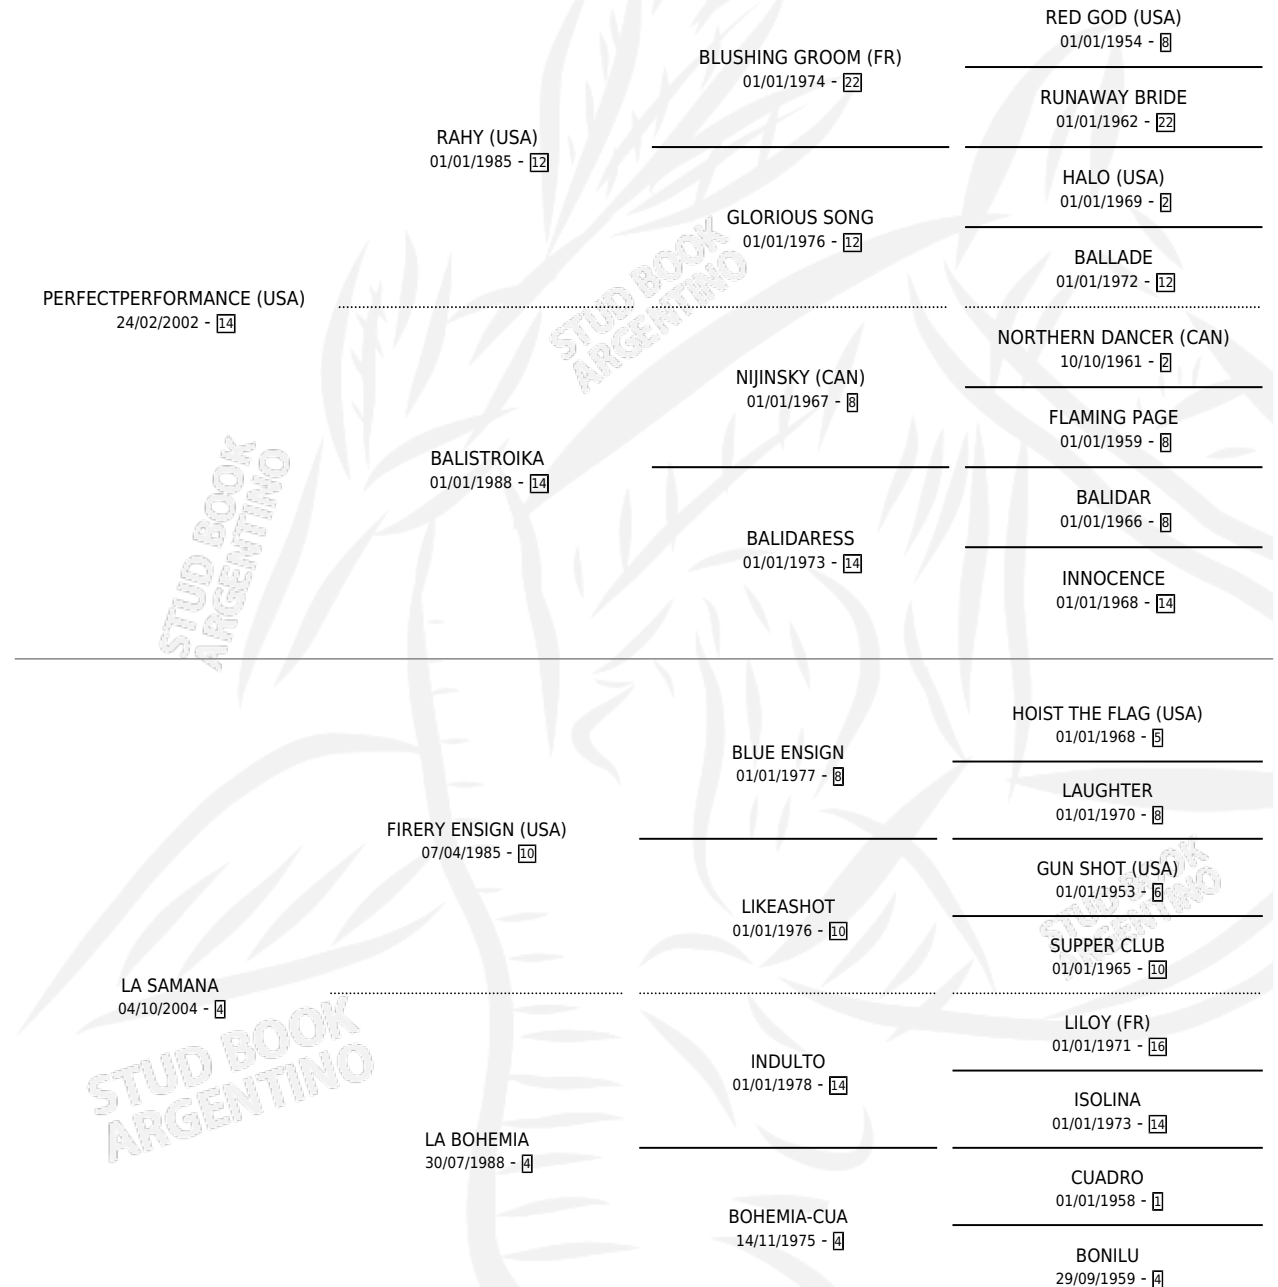 RED GOD (USA)
01/01/1954 - 8
BLUSHING GROOM (FR)
01/01/1974 - 22
RUNAWAY BRIDE
01/01/1962 - 22
RAHY (USA)
01/01/1985 - 12
HALO (USA)
01/01/1969 - 2
GLORIOUS SONG
01/01/1976 - 12
BALLADE
01/01/1972 - 12
PERFECTPERFORMANCE (USA)
24/02/2002 - 14
NORTHERN DANCER (CAN)
10/10/1961 - 2
NIJINSKY (CAN)
01/01/1967 - 8
FLAMING PAGE
01/01/1959 - 8
BALISTROIKA
01/01/1988 - 14
BALIDAR
01/01/1966 - 8
BALIDARESS
01/01/1973 - 14
INNOCENCE
01/01/1968 - 14
STUD BOOK
ARGENTINO
STUD BOOK
ARGENTINO
HOIST THE FLAG (USA)
01/01/1968 - 5
BLUE ENSIGN
01/01/1977 - 8
LAUGHTER
01/01/1970 - 8
FIRERY ENSIGN (USA)
07/04/1985 - 10
GUN SHOT (USA)
01/01/1953 - 6
LIKEASHOT
01/01/1976 - 10
SUPPER CLUB
01/01/1965 - 10
LA SAMANA
04/10/2004 - 4
LILOY (FR)
01/01/1971 - 16
INDULTO
01/01/1978 - 14
ISOLINA
01/01/1973 - 14
LA BOHEMIA
30/07/1988 - 4
CUADRO
01/01/1958 - 1
BOHEMIA-CUA
14/11/1975 - 4
BONILU
29/09/1959 - 4
STUD BOOK
ARGENTINO
STUD BOOK
ARGENTINO